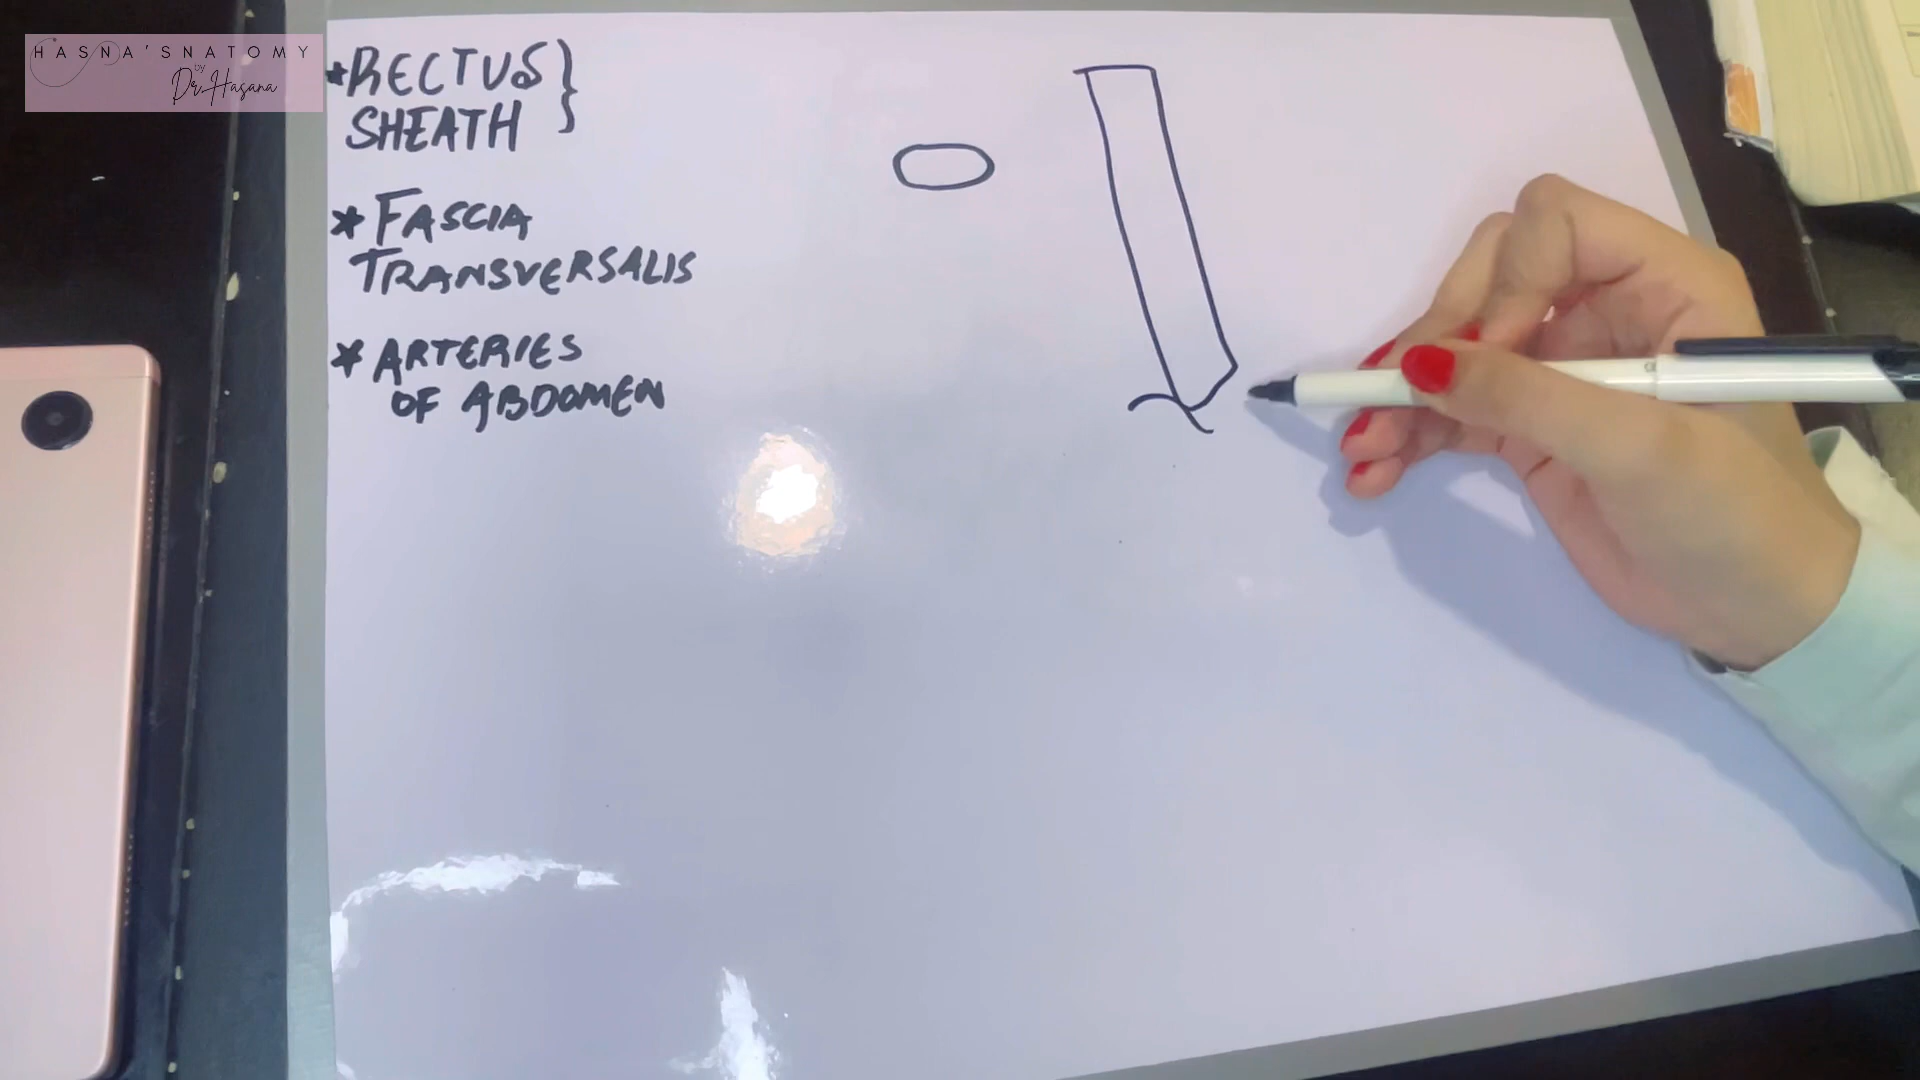 HASNA'SNATOMY
by
Dr.Hasana
*RECTUS }
SHEATH
* FASCIA
TRANSVERSALIS
* ARTERIES
OF ABDOMEN